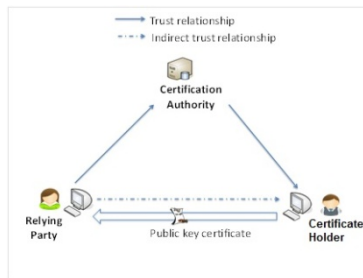 Trust relationship
Indirect trust relationship
Certification
Authority
Relying
Party
Public key certificate
Certificate
Holder